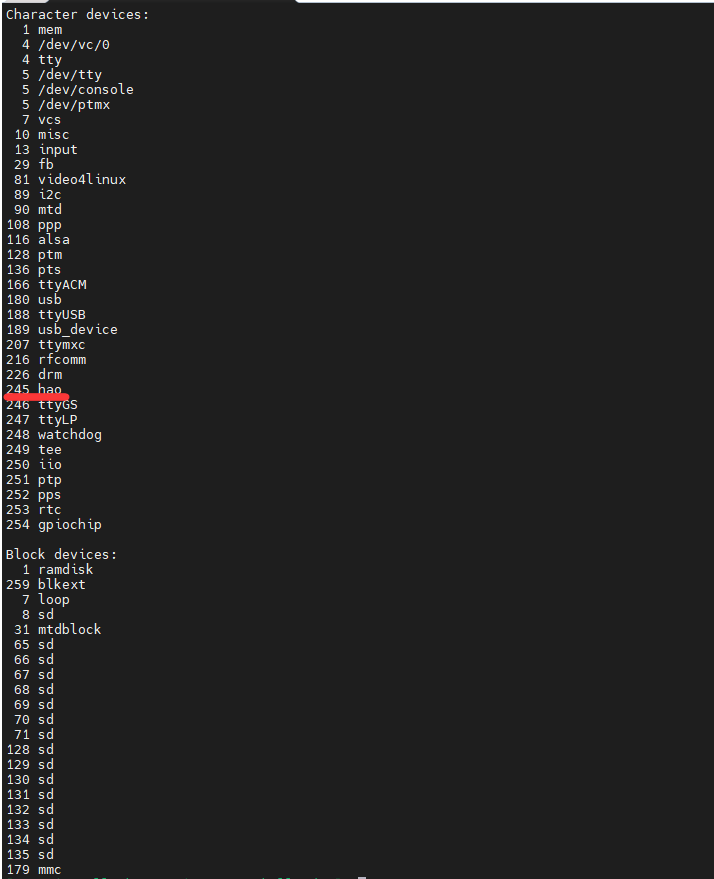 Character devices:
1 mem
4 /dev/vc/0
4 tty
5 /dev/tty
5 /dev/console
5 /dev/ptmx
7 vcs
10 misc
13 input
29 fb
81 video4linux
89 i2c
90 mtd
108 ppp
116 alsa
128 ptm
136 pts
166 ttyACM
180 usb
188 ttyUSB
189 usb_device
207 ttymxc
216 rfcomm
226 drm
245 hao
246 ttyGS
247 ttyLP
248 watchdog
249 tee
250 iio
251 ptp
252 pps
253 rtc
254 gpiochip
Block devices:
1 ramdisk
259 blkext
7 loop
8 sd
31 mtdblock
65 sd
66 sd
67 sd
68 sd
69 sd
70 sd
71 sd
128 sd
129 sd
130 sd
131 sd
132 sd
133 sd
134 sd
135 sd
179 mmc